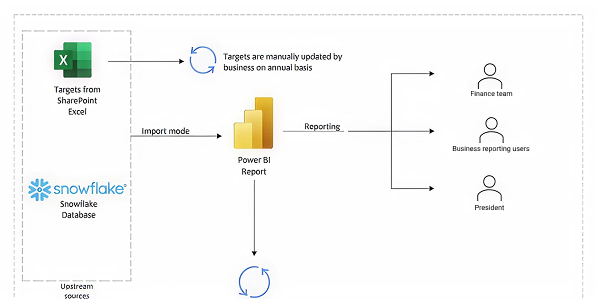 Targets are manually updated by
business on annual basis
X
Targets from
SharePoint
Excel
Finance team
Import mode
Reporting
Business reporting users
Power BI
Report
snowflake®
Snowilake
Database
President
Upstream
sources